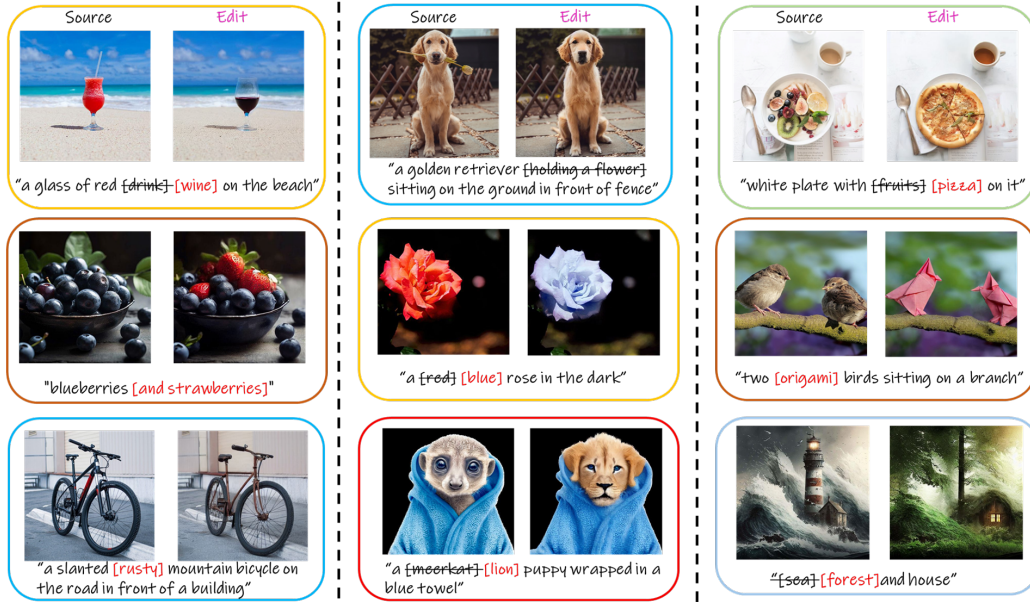 Source Edit
"a glass of red [drink] [wine] on the beach"
"blueberries [and strawberries]"
"a slanted [rusty] mountain bicycle on
the road in front of a building"
Source Edit
"a golden retriever [holding a flower]
sitting on the ground in front of fence"
"a [red] [blue] rose in the dark"
"a [meerkat] [lion] puppy wrapped in a
blue towel"
Source Edit
"white plate with [fruits] [pizza] on it"
"two [origami] birds sitting on a branch"
"[sea] [forest]and house"